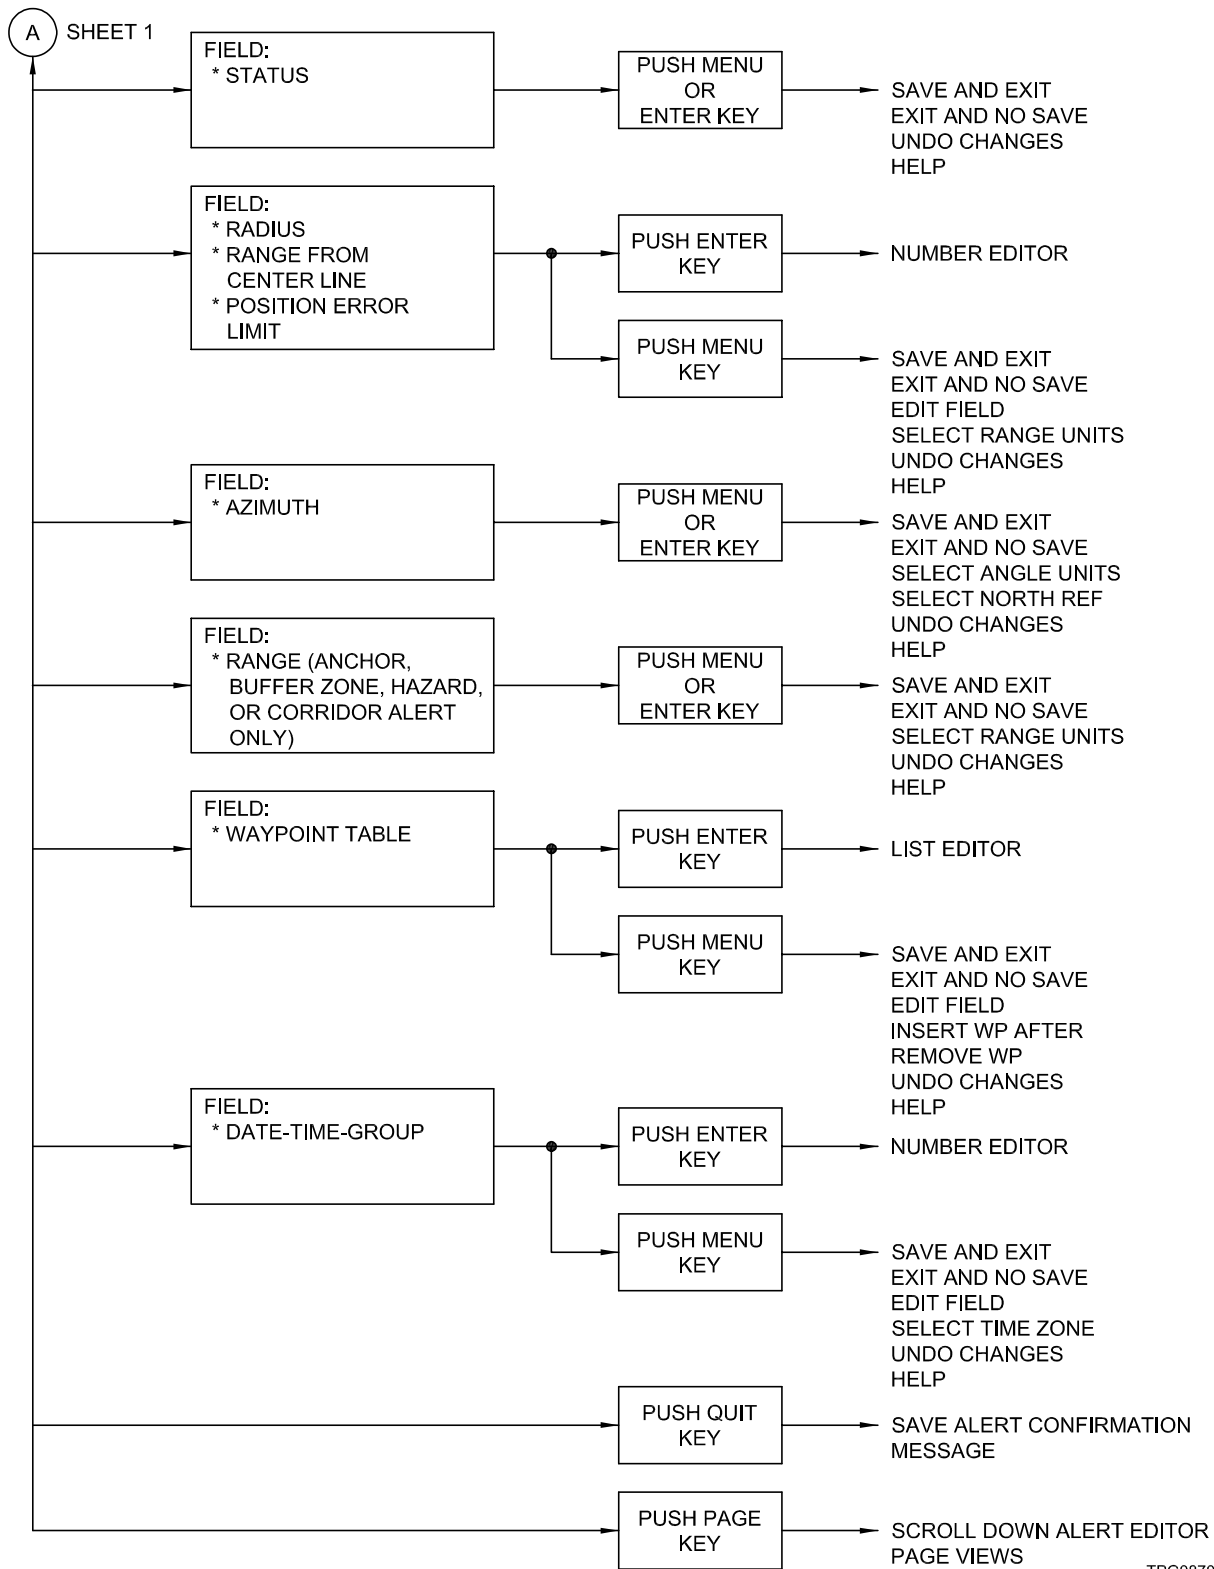 A SHEET 1
FIELD:
* STATUS
PUSH MENU
OR
ENTER KEY
SAVE AND EXIT
EXIT AND NO SAVE
UNDO CHANGES
HELP
FIELD:
* RADIUS
* RANGE FROM
CENTER LINE
* POSITION ERROR
LIMIT
PUSH ENTER
KEY
NUMBER EDITOR
PUSH MENU
KEY
SAVE AND EXIT
EXIT AND NO SAVE
EDIT FIELD
SELECT RANGE UNITS
UNDO CHANGES
HELP
FIELD:
* AZIMUTH
PUSH MENU
OR
ENTER KEY
SAVE AND EXIT
EXIT AND NO SAVE
SELECT ANGLE UNITS
SELECT NORTH REF
UNDO CHANGES
HELP
FIELD:
* RANGE (ANCHOR,
BUFFER ZONE, HAZARD,
OR CORRIDOR ALERT
ONLY)
PUSH MENU
OR
ENTER KEY
SAVE AND EXIT
EXIT AND NO SAVE
SELECT RANGE UNITS
UNDO CHANGES
HELP
FIELD:
* WAYPOINT TABLE
PUSH ENTER
KEY
LIST EDITOR
PUSH MENU
KEY
SAVE AND EXIT
EXIT AND NO SAVE
EDIT FIELD
INSERT WP AFTER
REMOVE WP
UNDO CHANGES
HELP
FIELD:
* DATE-TIME-GROUP
PUSH ENTER
KEY
NUMBER EDITOR
PUSH MENU
KEY
SAVE AND EXIT
EXIT AND NO SAVE
EDIT FIELD
SELECT TIME ZONE
UNDO CHANGES
HELP
PUSH QUIT
KEY
SAVE ALERT CONFIRMATION
MESSAGE
PUSH PAGE
KEY
SCROLL DOWN ALERT EDITOR
PAGE VIEWS